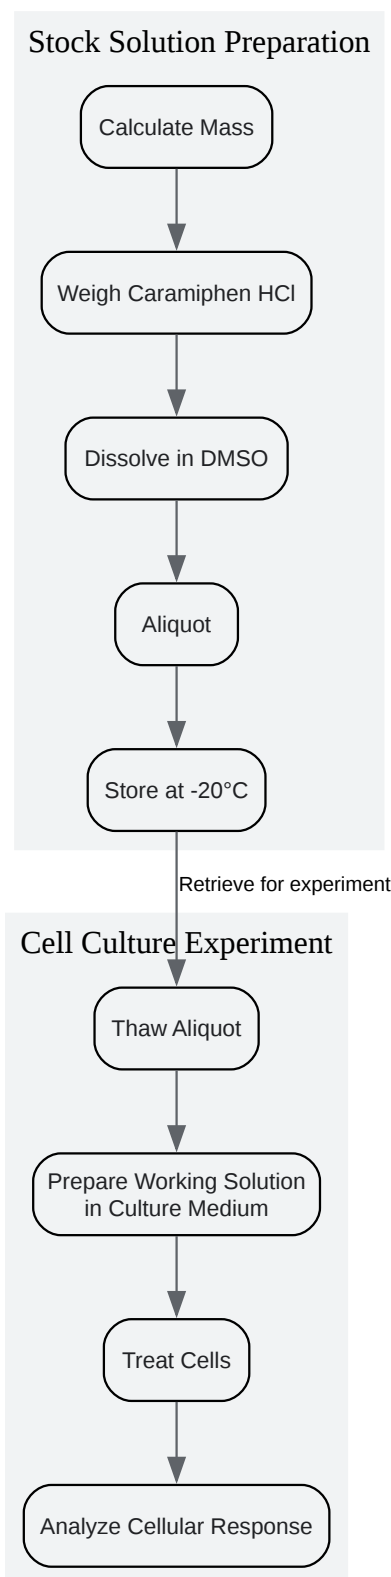 Stock Solution Preparation
Calculate Mass
Weigh Caramiphen HCl
Dissolve in DMSO
Aliquot
Store at -20°C
Retrieve for experiment
Cell Culture Experiment
Thaw Aliquot
Prepare Working Solution
in Culture Medium
Treat Cells
Analyze Cellular Response